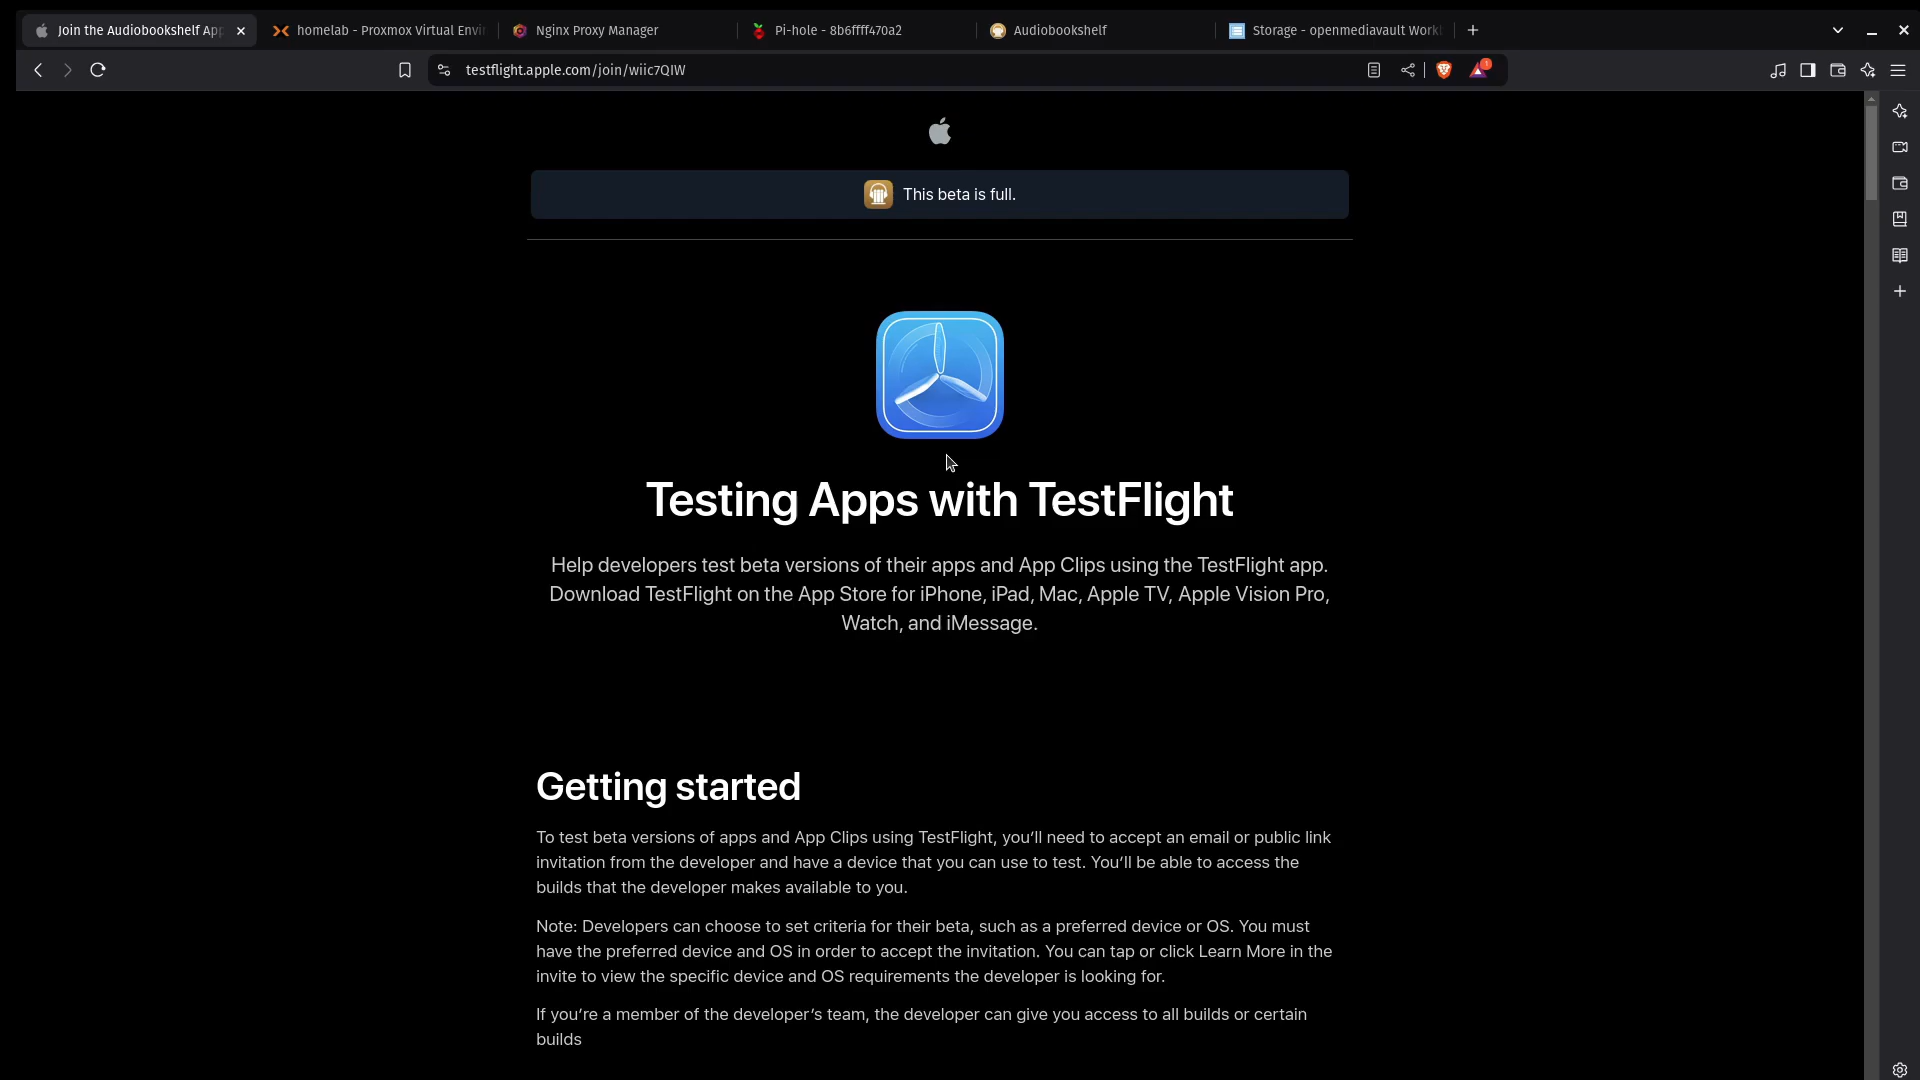 Join the Audiobookshelf App
homelab - Proxmox Virtual Envir
Nginx Proxy Manager
Pi-hole - 8b6ffff470a2
Audiobookshelf
Storage - openmediavault Work
testflight.apple.com/join/wiic7QIW
1
This beta is full.
Testing Apps with TestFlight
Help developers test beta versions of their apps and App Clips using the TestFlight app.
Download TestFlight on the App Store for iPhone, iPad, Mac, Apple TV, Apple Vision Pro,
Watch, and iMessage.
Getting started
To test beta versions of apps and App Clips using TestFlight, you’ll need to accept an email or public link
invitation from the developer and have a device that you can use to test. You’ll be able to access the
builds that the developer makes available to you.
Note: Developers can choose to set criteria for their beta, such as a preferred device or OS. You must
have the preferred device and OS in order to accept the invitation. You can tap or click Learn More in the
invite to view the specific device and OS requirements the developer is looking for.
If you’re a member of the developer’s team, the developer can give you access to all builds or certain
builds